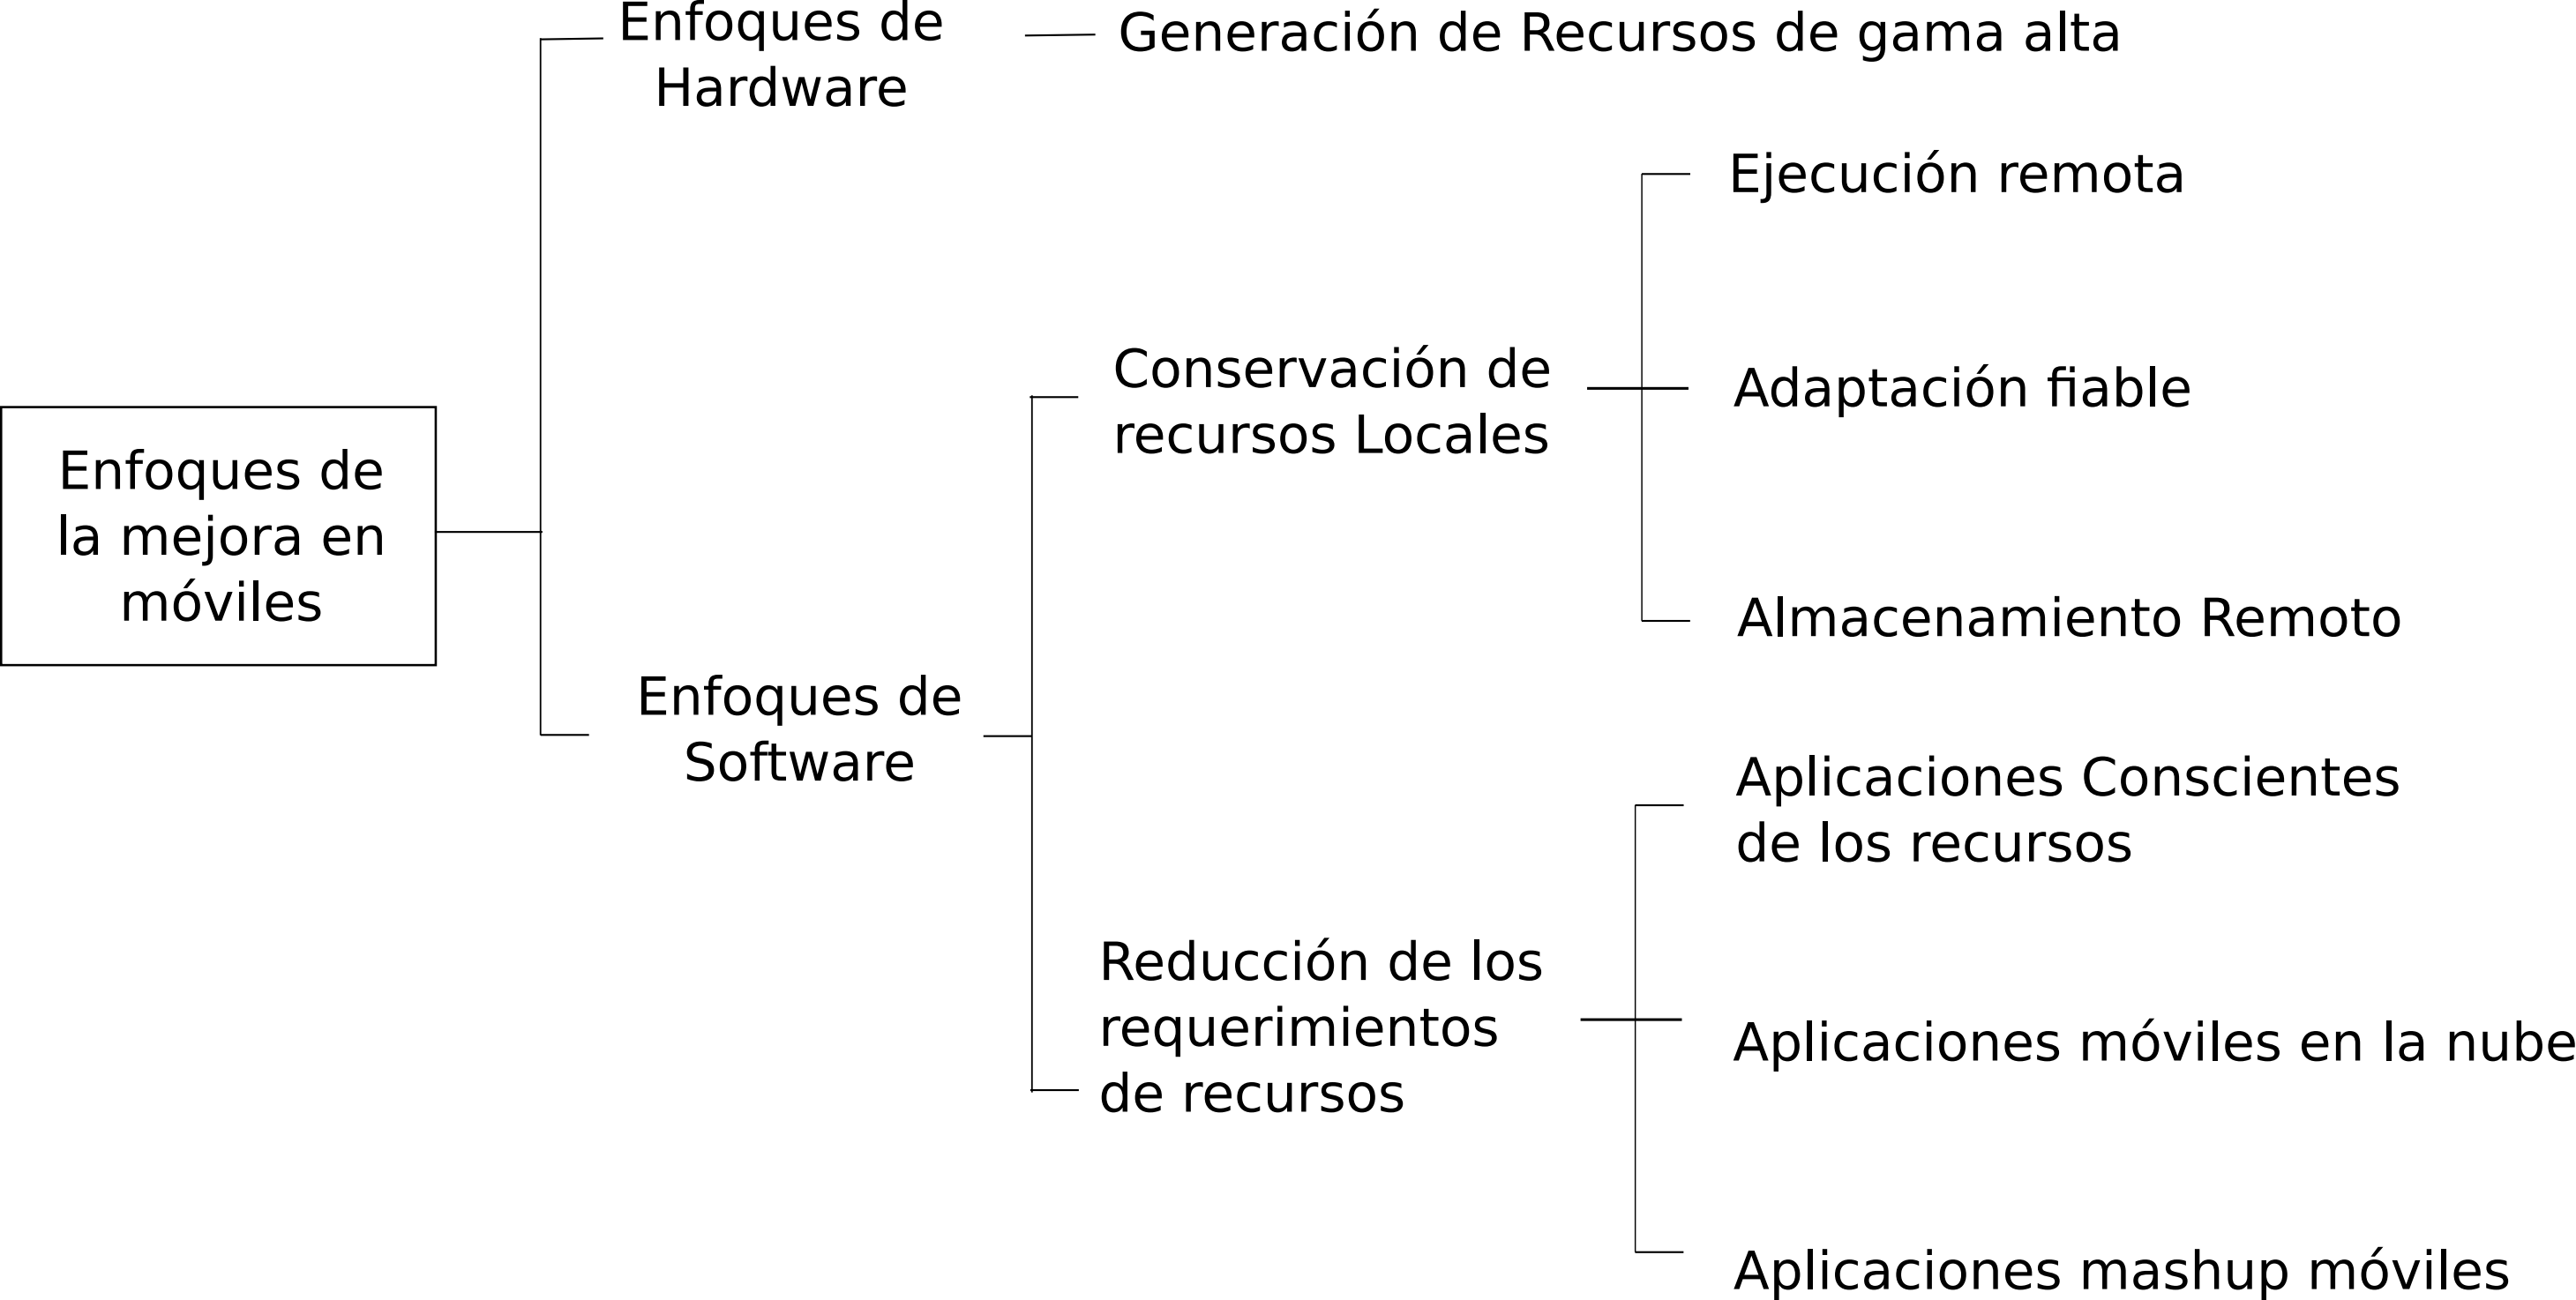 Enfoques de
la mejora en
móviles
Enfoques de
Hardware
Generación de Recursos de gama alta
Enfoques de
Software
Conservación de
recursos Locales
Ejecución remota
Adaptación fiable
Almacenamiento Remoto
Reducción de los
requerimientos
de recursos
Aplicaciones Conscientes
de los recursos
Aplicaciones móviles en la nube
Aplicaciones mashup móviles